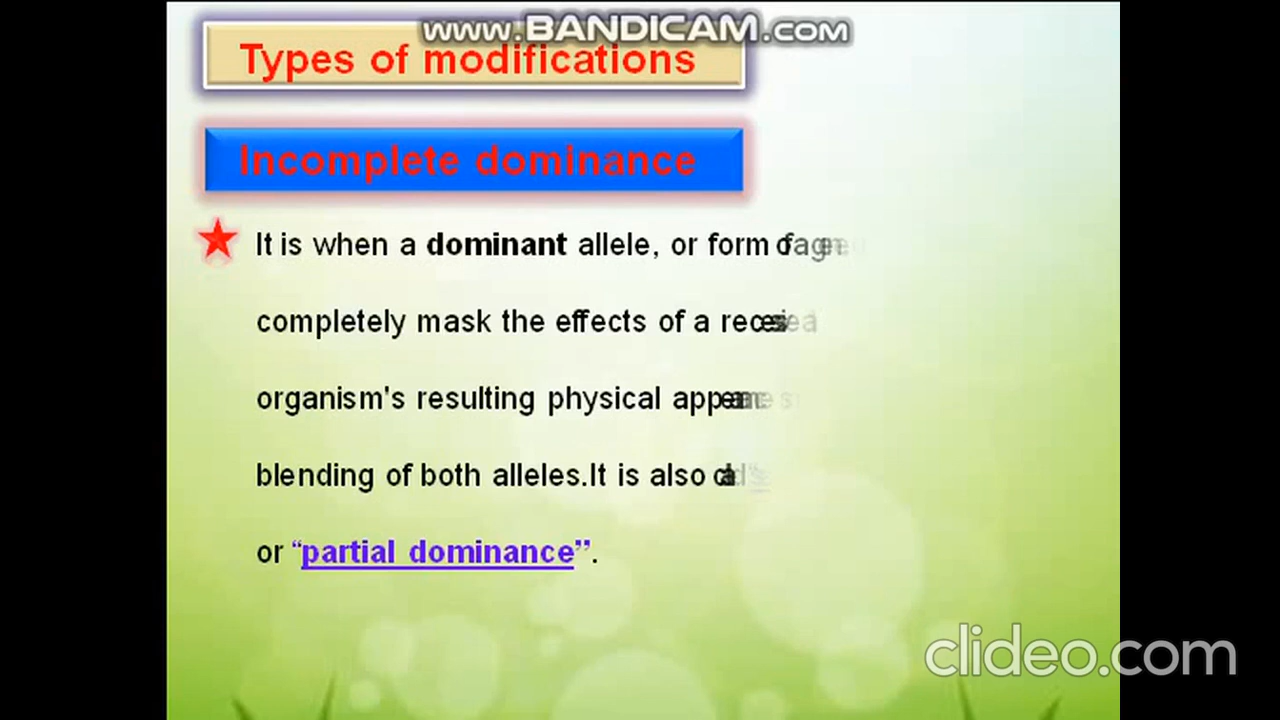 www.BANDICAM.com
Types of modifications
Incomplete dominance
It is when a dominant allele, or form
completely mask the effects of a
organism's resulting physical
blending of both alleles.It is also
or “partial dominance”.
clideo.com